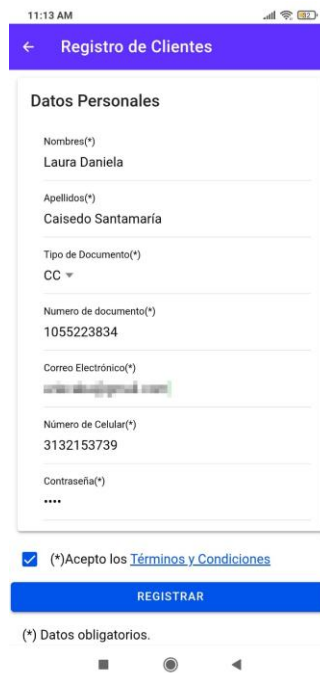 11:13 AM
82
Registro de Clientes
Datos Personales
Nombres(*)
Laura Daniela
Apellidos(*)
Caisedo Santamaría
Tipo de Documento(*)
CC
Numero de documento(*)
1055223834
Correo Electrónico(*)
Número de Celular(*)
3132153739
Contraseña(*)
••••
(*)Acepto los Términos y Condiciones
REGISTRAR
(*) Datos obligatorios.